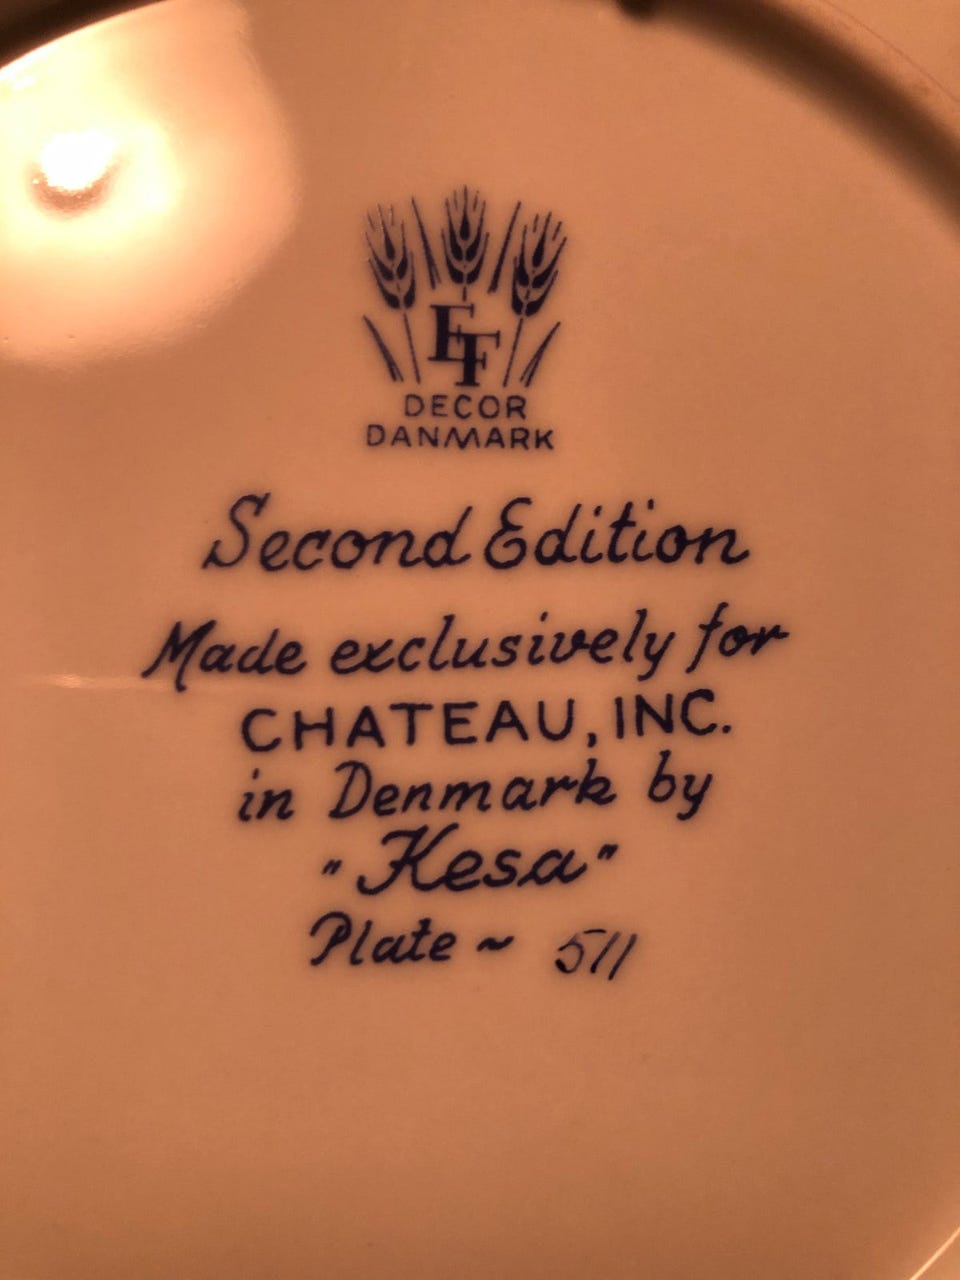 EF
DECOR
DANMARK
Second Edition
Made exclusively for
CHATEAU, INC.
in Denmark by
"Kesa"
Plate ~ 511